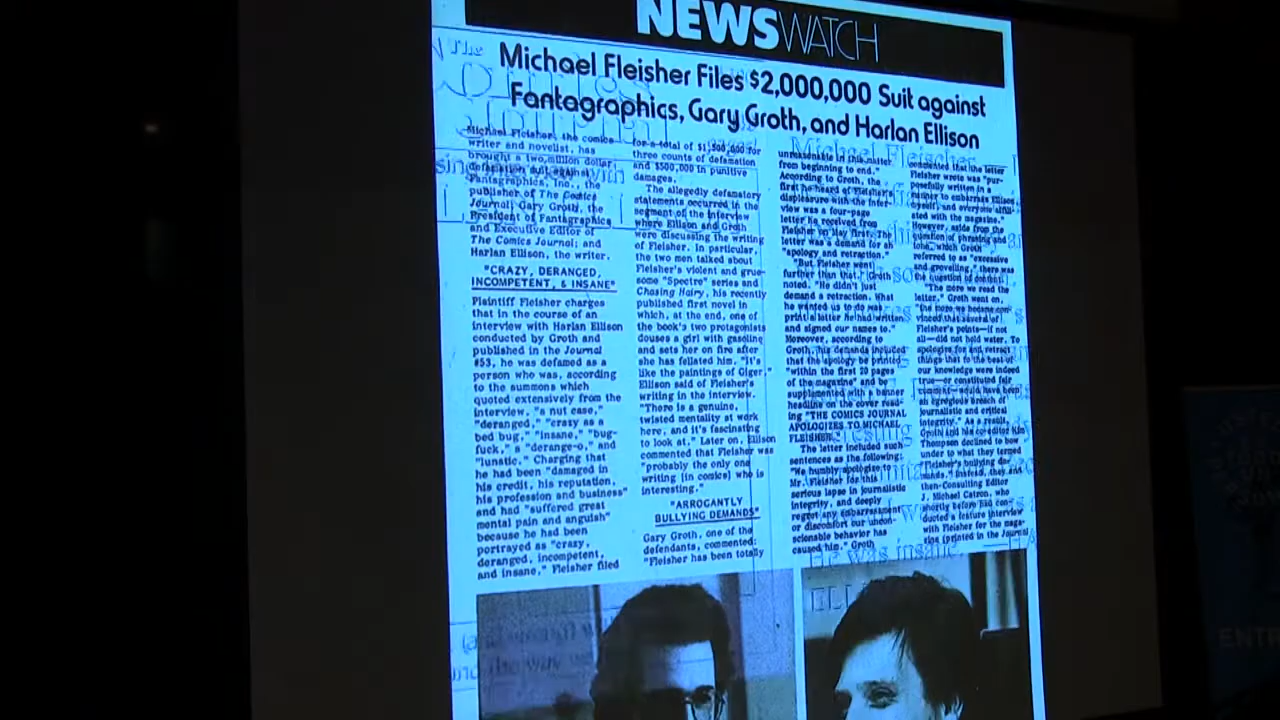 NEWSWATCH
Michael Fleisher Files $2,000,000 Suit against
Fantagraphics, Gary Groth, and Harlan Ellison
Michael Fleisher, the comics
writer and novelist, has
brought a two million dollar
defamation suit against
Fantagraphics, Inc., the
publisher of The Comics
Journal; Gary Groth, the
President of Fantagraphics
and Executive Editor of
The Comics Journal; and
Harlan Ellison, the writer.
"CRAZY, DERANGED,
INCOMPETENT, & INSANE"
Plaintiff Fleisher charges
that in the course of an
interview with Harlan Ellison
conducted by Groth and
published in the Journal
#53, he was defamed as a
person who was, according
to the summons which
quoted extensively from the
interview, "a nut case,"
"deranged," "crazy as a
bed bug," "insane," "bug-
fuck," a "derange-o," and
"lunatic." Charging that
he had been "damaged in
his credit, his reputation,
his profession and business"
and had "suffered great
mental pain and anguish"
because he had been
portrayed as "crazy,
deranged, incompetent,
and insane," Fleisher filed
for a total of $1,500,000 for
three counts of defamation
and $500,000 in punitive
damages.
The allegedly defamatory
statements occurred in the
segment of the interview
where Ellison and Groth
were discussing the writing
of Fleisher. In particular,
the two men talked about
Fleisher's violent and grue-
some "Spectre" series and
Chasing Hairy, his recently
published first novel in
which, at the end, one of
the book's two protagonists
douses a girl with gasoline
and sets her on fire after
she has fellated him. "It's
like the paintings of Giger,"
Ellison said of Fleisher's
writing in the interview.
"There is a genuine,
twisted mentality at work
here, and it's fascinating
to look at." Later on, Ellison
commented that Fleisher was
"probably the only one
writing [in comics] who is
interesting."
"ARROGANTLY
BULLYING DEMANDS"
Gary Groth, one of the
defendants, commented:
"Fleisher has been totally
unreasonable in this matter
from beginning to end."
According to Groth, the
first he heard of Fleisher's
displeasure with the inter-
view was a four-page
letter he received from
Fleisher on May first. The
letter was a demand for an
"apology and retraction."
"But Fleisher went
further than that," Groth
noted. "He didn't just
demand a retraction. What
he wanted us to do was
print a letter he had written
and signed our names to."
Moreover, according to
Groth, his demands included
that the apology be printed
"within the first 20 pages
of the magazine" and be
supplemented with a banner
headline on the cover read-
ing "THE COMICS JOURNAL
APOLOGIZES TO MICHAEL
FLEISHER."
The letter included such
sentences as the following:
"We humbly apologize to
Mr. Fleisher for this
serious lapse in journalistic
integrity, and deeply
regret any embarrassment
or discomfort our uncon-
scionable behavior has
caused him." Groth
commented that the letter
Fleisher wrote was "pur-
posefully written in a
manner to embarrass Ellison,
myself, and everyone affili-
ated with the magazine."
However, aside from the
question of phrasing and
tone, which Groth
referred to as "excessive
and grovelling," there was
the question of content.
"The more we read the
letter," Groth went on,
"the more we became con-
vinced that several of
Fleisher's points—if not
all—did not hold water. To
apologize for and retract
things that to the best of
our knowledge were indeed
true—or constituted fair
comment—would have been
an egregious breach of
journalistic and critical
integrity." As a result,
Groth and his co-editor Kim
Thompson declined to bow
under to what they termed
"Fleisher's bullying de-
mands." Instead, they and
then-Consulting Editor
J. Michael Catron, who
shortly before had con-
ducted a feature interview
with Fleisher for the maga-
zine (printed in the Journal
He was insane.